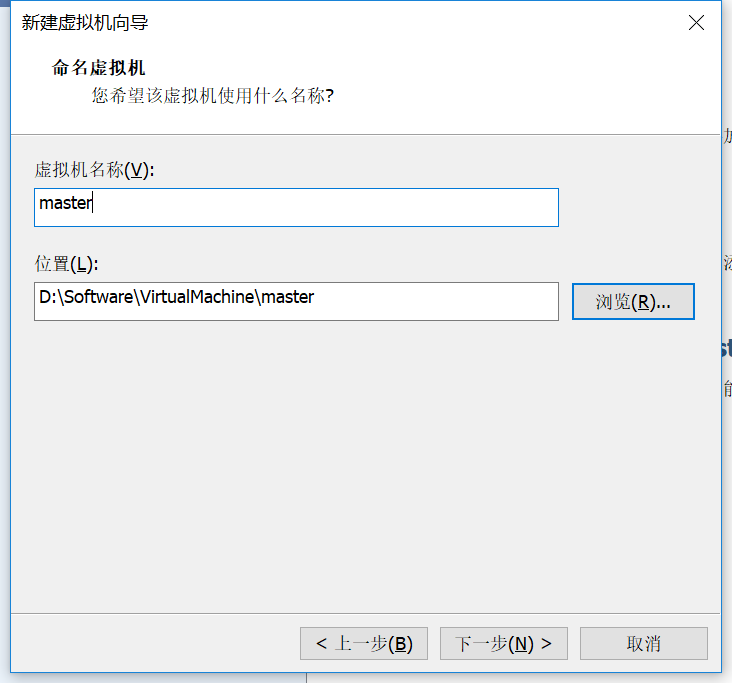 新建虚拟机向导
命名虚拟机
您希望该虚拟机使用什么名称?
虚拟机名称(V):
master
位置(L):
D:\Software\VirtualMachine\master
浏览(R)...
< 上一步(B)
下一步(N) >
取消